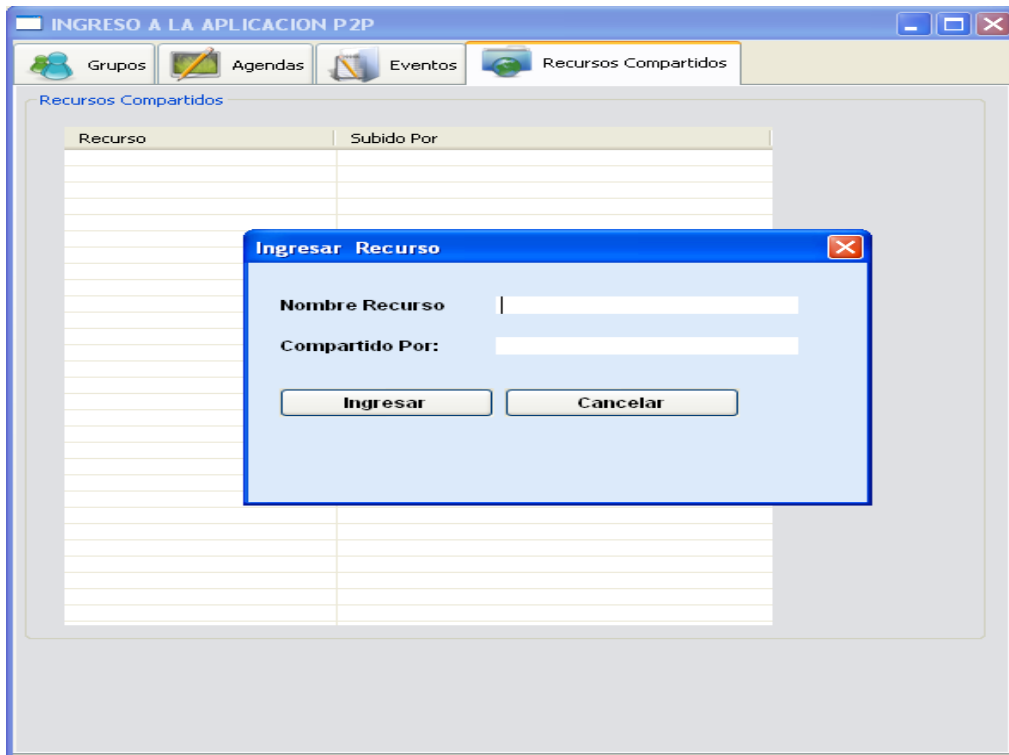 INGRESO A LA APLICACION P2P
Grupos Agendas Eventos Recursos Compartidos
Recursos Compartidos
Recurso Subido Por
Ingresar Recurso
Nombre Recurso
Compartido Por:
Ingresar Cancelar